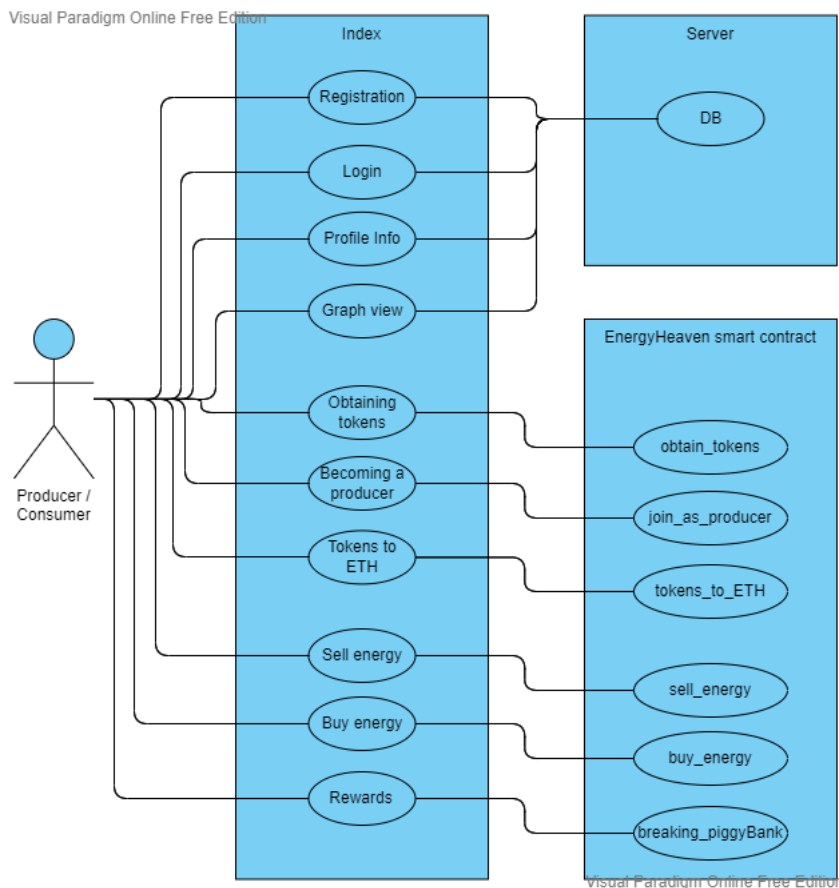 Visual Paradigm Online Free Edition
Index
Server
Registration
DB
Login
Profile Info
Graph view
EnergyHeaven smart contract
Obtaining
tokens
obtain_tokens
Becoming a
producer
join_as_producer
Producer /
Consumer
Tokens to
ETH
tokens_to_ETH
Sell energy
sell_energy
Buy energy
buy_energy
Rewards
breaking_piggyBank
Visual Paradigm Online Free Edition